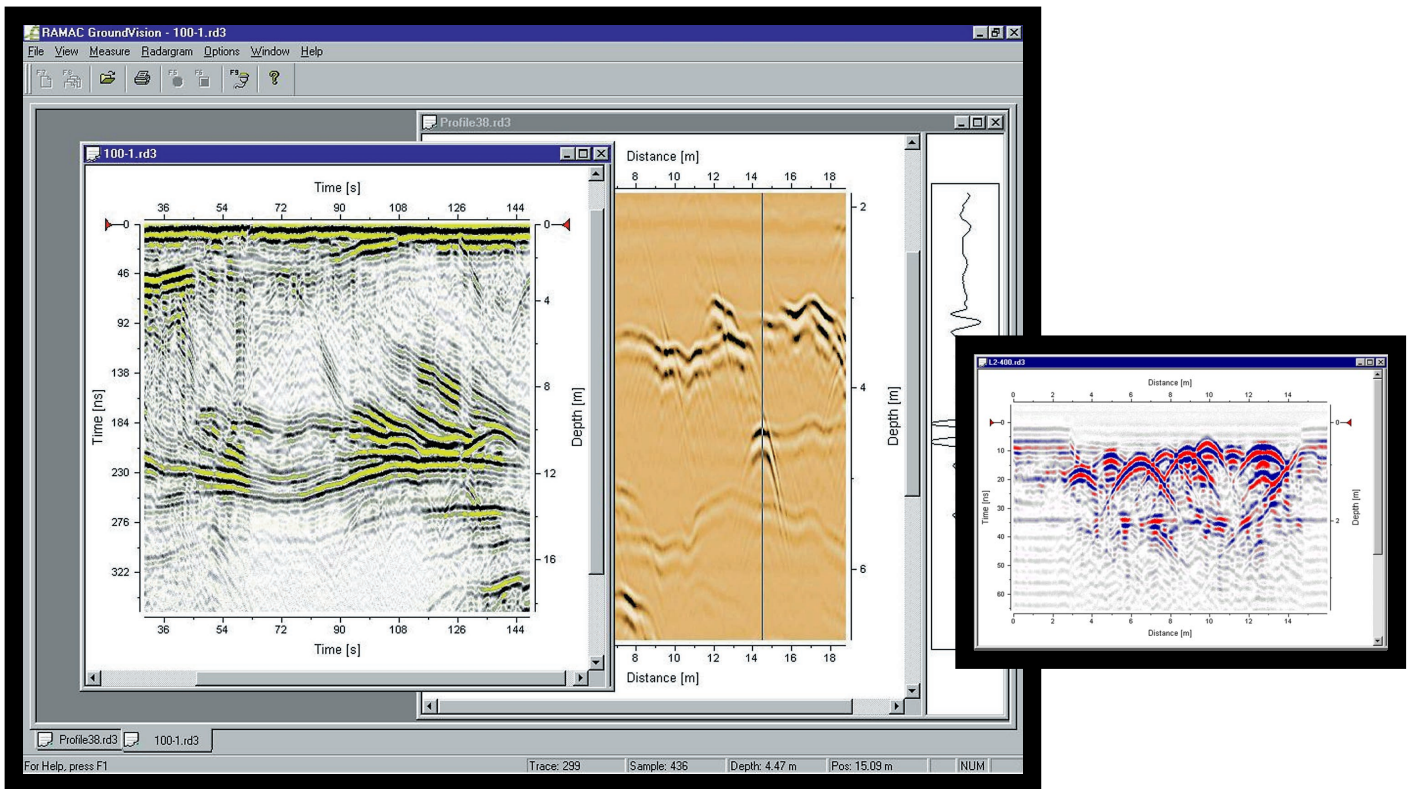 RAMAC GroundVision - 100-1.rd3
File View Measure Radargram Options Window Help
F2 F8 F5 F6 F9
Profile38.rd3
100-1.rd3
Time [s]
36 54 72 90 108 126 144
0
46
92
138
184
230
276
322
Time [ns]
0
4
8
12
16
Depth [m]
36 54 72 90 108 126 144
Time [s]
Distance [m]
8 10 12 14 16 18
2
4
6
Depth [m]
8 10 12 14 16 18
Distance [m]
L2-400.rd3
Distance [m]
0 2 4 6 8 10 12 14
0
10
20
30
40
50
60
Time [ns]
0
2
Depth [m]
0 2 4 6 8 10 12 14
Distance [m]
Profile38.rd3 100-1.rd3
For Help, press F1 Trace: 299 Sample: 436 Depth: 4.47 m Pos: 15.09 m NUM